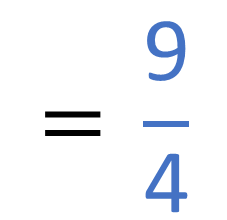 = 9/4